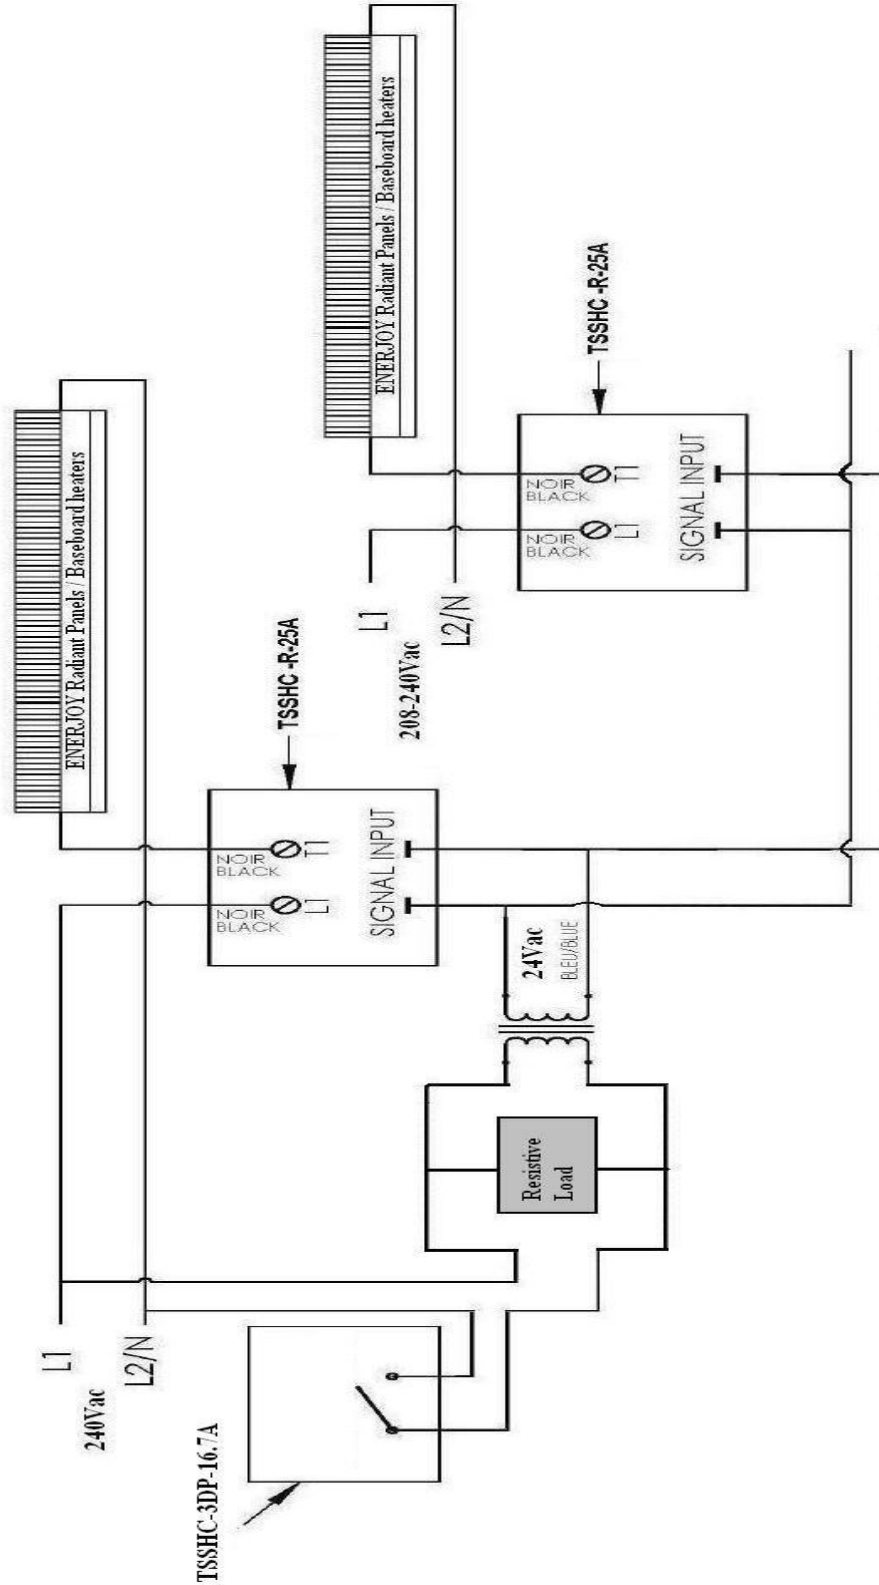 ENERJOY Radiant Panels / Baseboard heaters
L1
240Vac
L2/N
TSSHC-3DP-16.7A
TSSHC -R-25A
NOIR
BLACK
L1
NOIR
BLACK
T1
SIGNAL INPUT
24Vac
BLEU/BLUE
Resistive
Load
ENERJOY Radiant Panels / Baseboard heaters
L1
208-240Vac
L2/N
TSSHC -R-25A
NOIR
BLACK
L1
NOIR
BLACK
T1
SIGNAL INPUT